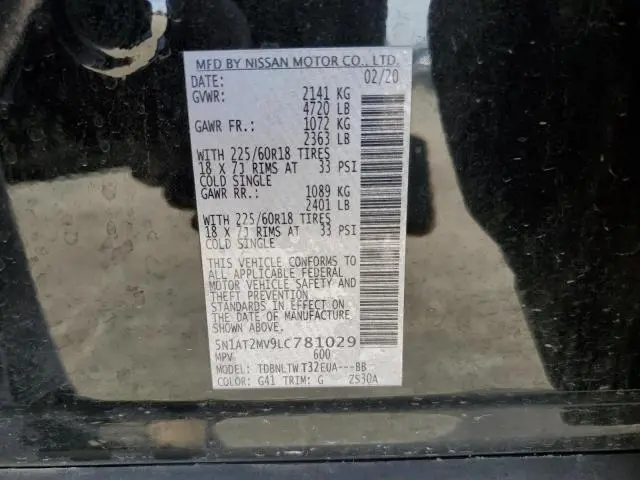 MFD BY NISSAN MOTOR CO., LTD.
DATE: 02/20
GVWR: 2141 KG
4720 LB
GAWR FR.: 1072 KG
2363 LB
WITH 225/60R18 TIRES
18 X 7J RIMS AT 33 PSI
COLD SINGLE
GAWR RR.: 1089 KG
2401 LB
WITH 225/60R18 TIRES
18 X 7J RIMS AT 33 PSI
COLD SINGLE
THIS VEHICLE CONFORMS TO
ALL APPLICABLE FEDERAL
MOTOR VEHICLE SAFETY AND
THEFT PREVENTION
STANDARDS IN EFFECT ON
THE DATE OF MANUFACTURE
SHOWN ABOVE.
5N1AT2MV9LC781029
MPV 600
MODEL: TDBNLTW T32EUA---BB
COLOR: G41 TRIM: G ZS30A